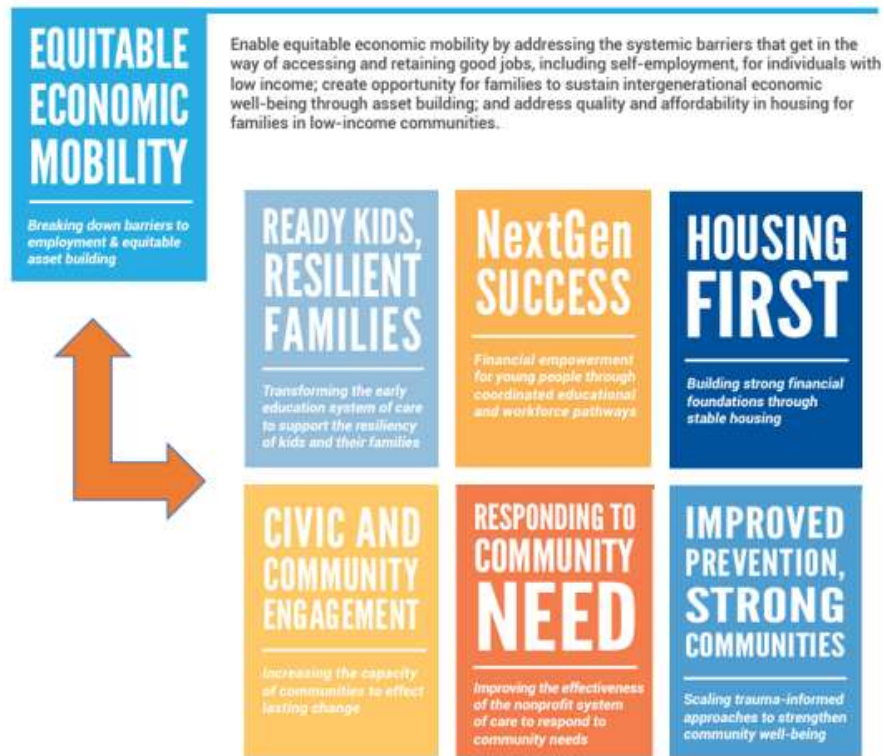 EQUITABLE
ECONOMIC
MOBILITY
Breaking down barriers to
employment & equitable
asset building
Enable equitable economic mobility by addressing the systemic barriers that get in the
way of accessing and retaining good jobs, including self-employment, for individuals with
low income; create opportunity for families to sustain intergenerational economic
well-being through asset building; and address quality and affordability in housing for
families in low-income communities.
READY KIDS,
RESILIENT
FAMILIES
Transforming the early
education system of care
to support the resiliency
of kids and their families
NextGen
SUCCESS
Financial empowerment
for young people through
coordinated educational
and workforce pathways
HOUSING
FIRST
Building strong financial
foundations through
stable housing
CIVIC AND
COMMUNITY
ENGAGEMENT
Increasing the capacity
of communities to effect
lasting change
RESPONDING TO
COMMUNITY
NEED
Improving the effectiveness
of the nonprofit system
of care to respond to
community needs
IMPROVED
PREVENTION,
STRONG
COMMUNITIES
Scaling trauma-informed
approaches to strengthen
community well-being